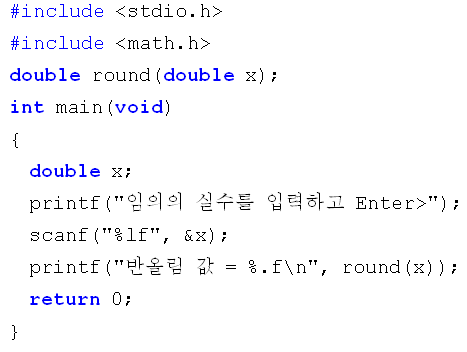 #include <stdio.h>
#include <math.h>
double round(double x);
int main(void)
{
double x;
printf("임의의 실수를 입력하고 Enter>");
scanf("%lf", &x);
printf("반올림 값 = %.f\n", round(x));
return 0;
}